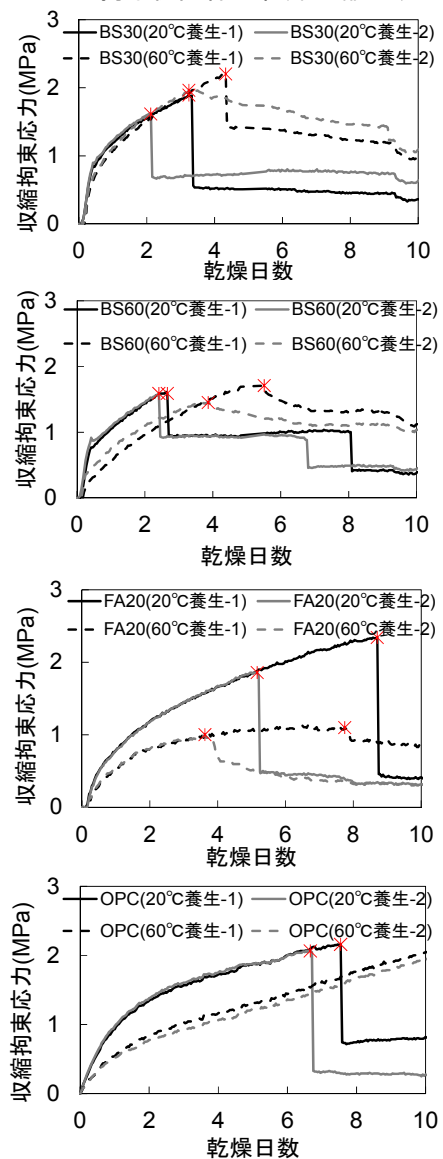 BS30(20℃養生-1) BS30(20℃養生-2)
BS30(60℃養生-1) BS30(60℃養生-2)
収縮拘束応力(MPa)
3
2
1
0
0 2 4 6 8 10
乾燥日数
BS60(20℃養生-1) BS60(20℃養生-2)
BS60(60℃養生-1) BS60(60℃養生-2)
収縮拘束応力(MPa)
3
2
1
0
0 2 4 6 8 10
乾燥日数
FA20(20℃養生-1) FA20(20℃養生-2)
FA20(60℃養生-1) FA20(60℃養生-2)
収縮拘束応力(MPa)
3
2
1
0
0 2 4 6 8 10
乾燥日数
OPC(20℃養生-1) OPC(20℃養生-2)
OPC(60℃養生-1) OPC(60℃養生-2)
収縮拘束応力(MPa)
3
2
1
0
0 2 4 6 8 10
乾燥日数